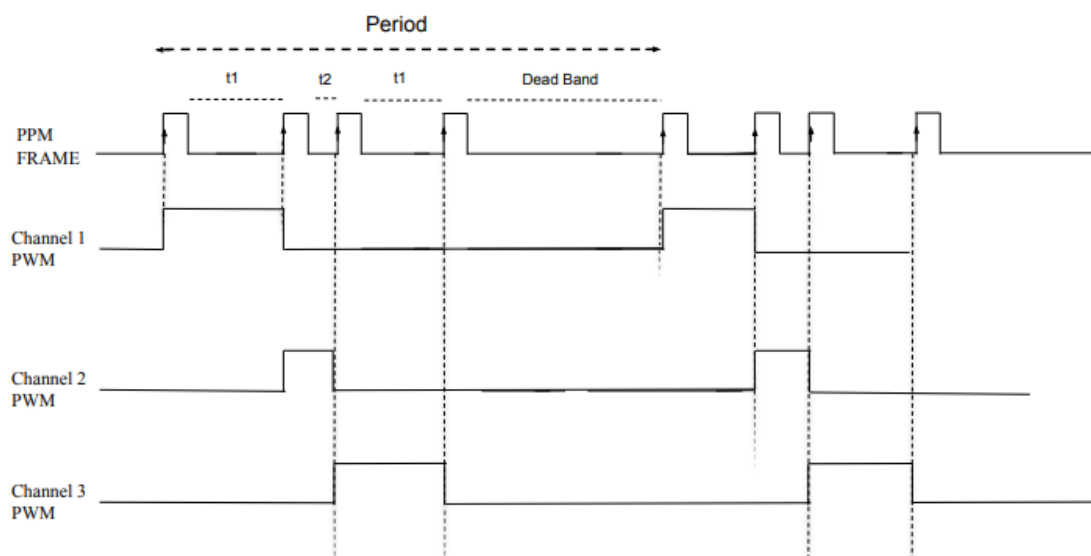 Period
t1
t2
t1
Dead Band
PPM
FRAME
Channel 1
PWM
Channel 2
PWM
Channel 3
PWM